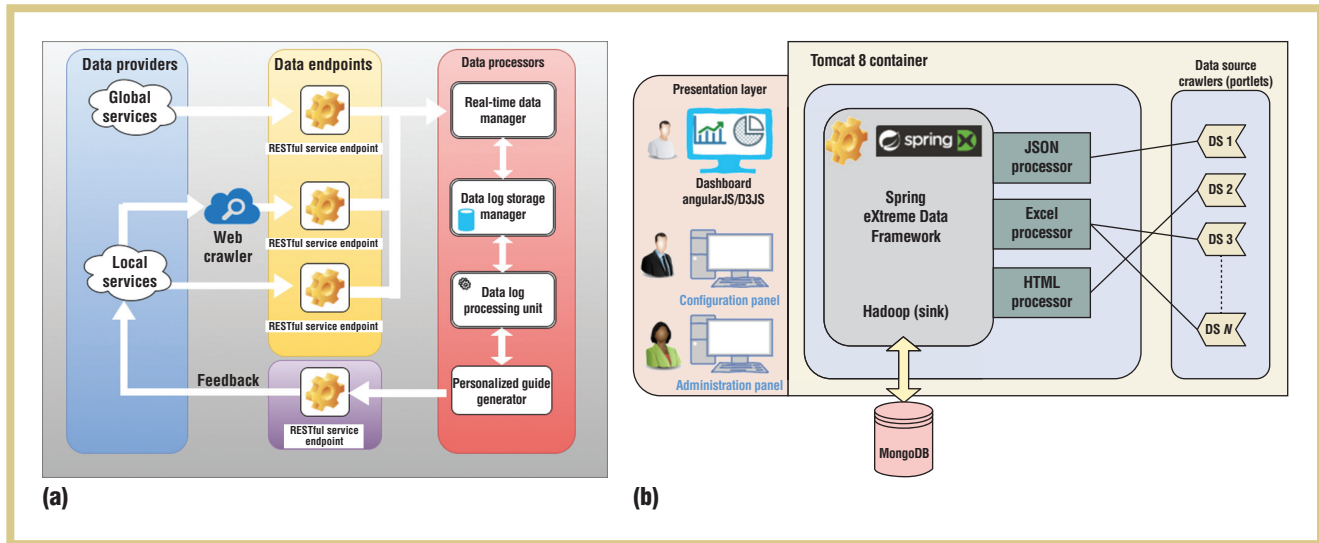 Data providers
Global
services
Web
crawler
Local
services
Feedback
Data endpoints
RESTful service endpoint
RESTful service endpoint
RESTful service endpoint
RESTful service
endpoint
Data processors
Real-time data
manager
Data log storage
manager
Data log
processing unit
Personalized guide
generator
(a)
Presentation layer
Dashboard
angularJS/D3JS
Configuration panel
Administration panel
Tomcat 8 container
spring
Spring
eXtreme Data
Framework
Hadoop (sink)
JSON
processor
Excel
processor
HTML
processor
Data source
crawlers (portlets)
DS 1
DS 2
DS 3
DS N
MongoDB
(b)